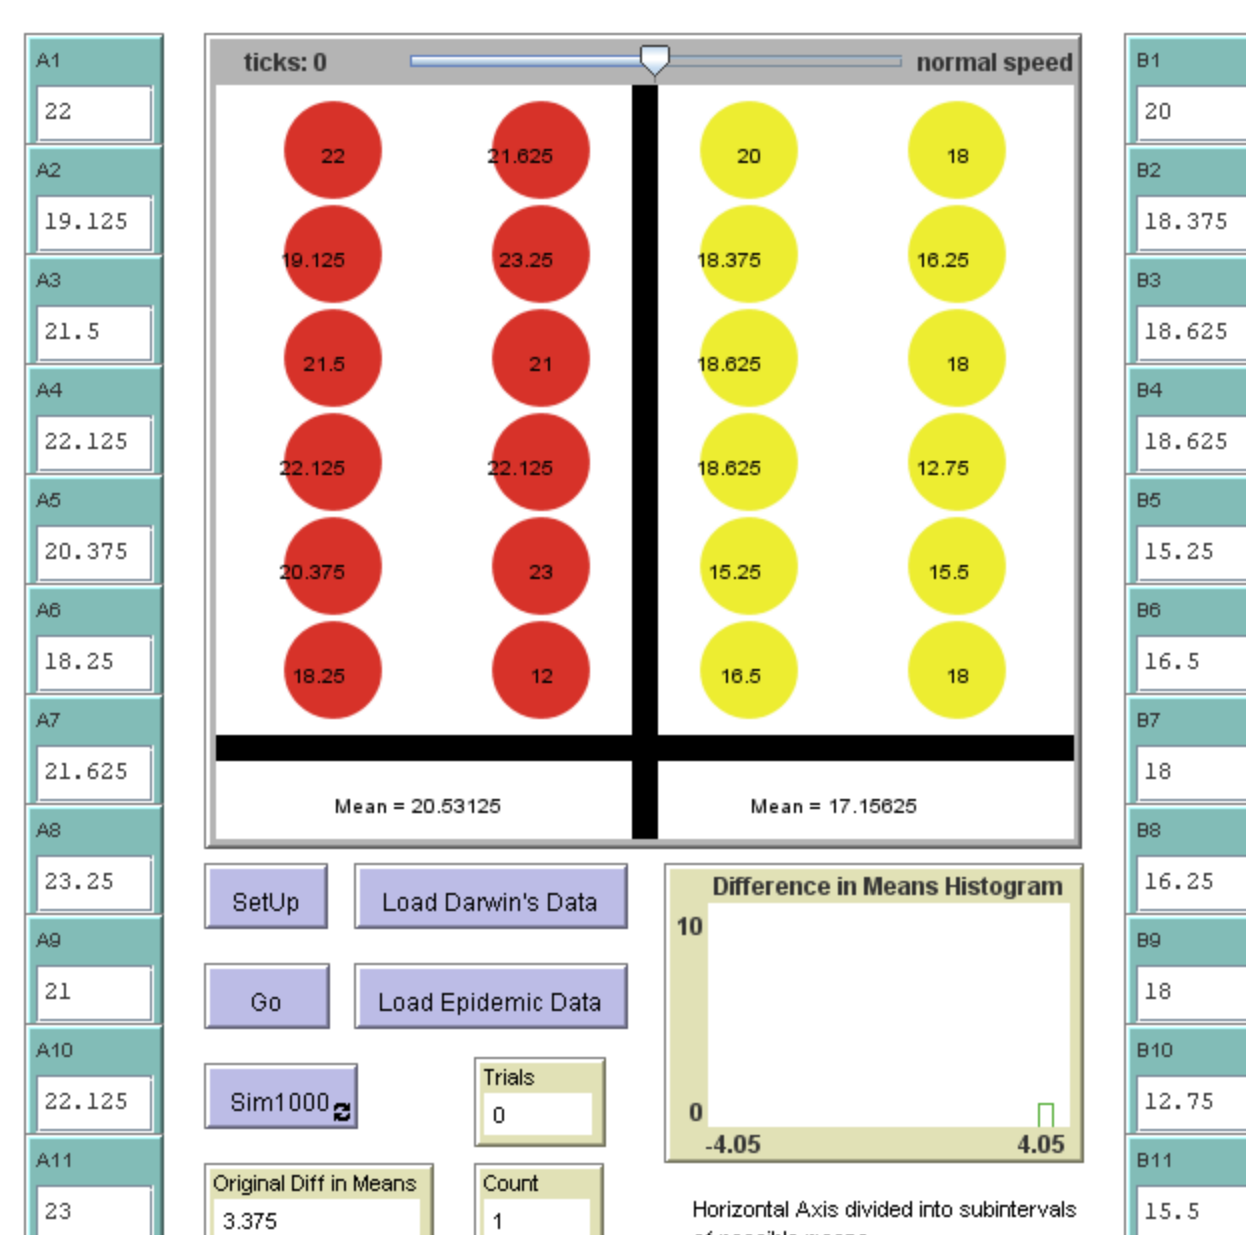 A1
22
A2
19.125
A3
21.5
A4
22.125
A5
20.375
A6
18.25
A7
21.625
A8
23.25
A9
21
A10
22.125
A11
23
ticks: 0 normal speed
22 21.625 20 18
19.125 23.25 18.375 16.25
21.5 21 18.625 18
22.125 22.125 18.625 12.75
20.375 23 15.25 15.5
18.25 12 16.5 18
Mean = 20.53125 Mean = 17.15625
SetUp Load Darwin's Data
Go Load Epidemic Data
Sim1000
Trials
0
Original Diff in Means
3.375
Count
1
Difference in Means Histogram
10
0
-4.05 4.05
Horizontal Axis divided into subintervals
B1
20
B2
18.375
B3
18.625
B4
18.625
B5
15.25
B6
16.5
B7
18
B8
16.25
B9
18
B10
12.75
B11
15.5